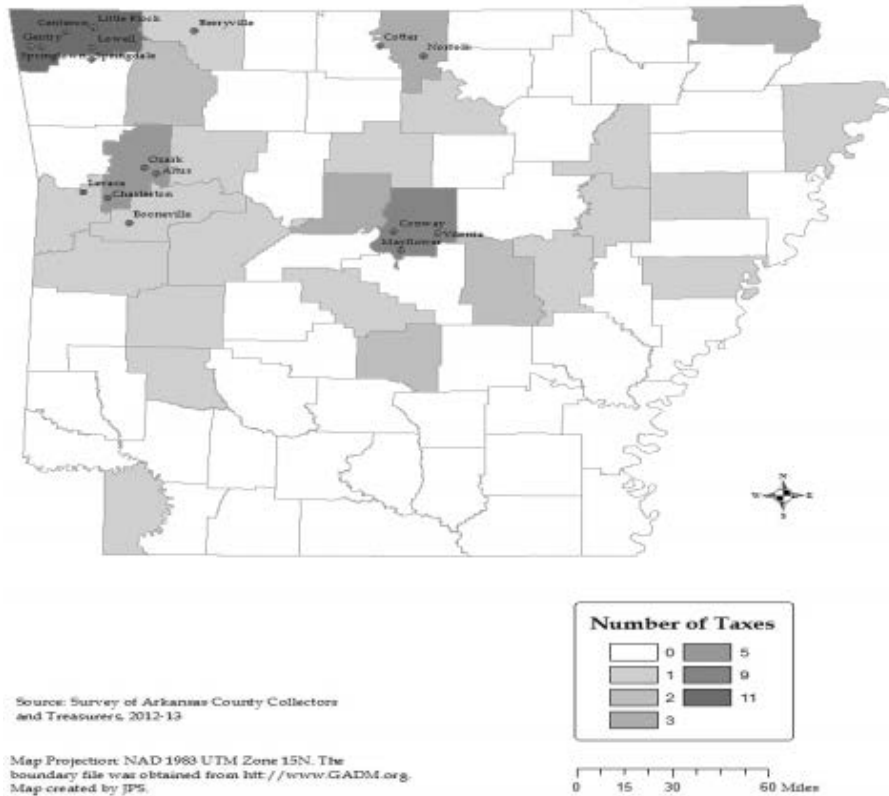 Centerton
Little Flock
Berryville
Gentry
Lowell
Springtown
Springdale
Cotter
Norfolk
Ozark
Altus
Lavaca
Charleston
Booneville
Conway
Vilonia
Mayflower
N
W
E
S
Number of Taxes
0 5
1 9
2 11
3
Source: Survey of Arkansas County Collectors
and Treasurers, 2012-13
Map Projection: NAD 1983 UTM Zone 15N. The
boundary file was obtained from htt://www.GADM.org.
Map created by JPS.
0 15 30 60 Miles